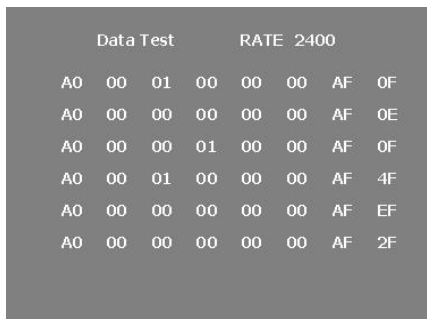 Data Test RATE 2400
A0 00 01 00 00 00 AF 0F
A0 00 00 00 00 00 AF 0E
A0 00 00 01 00 00 AF 0F
A0 00 01 00 00 00 AF 4F
A0 00 00 00 00 00 AF EF
A0 00 00 00 00 00 AF 2F